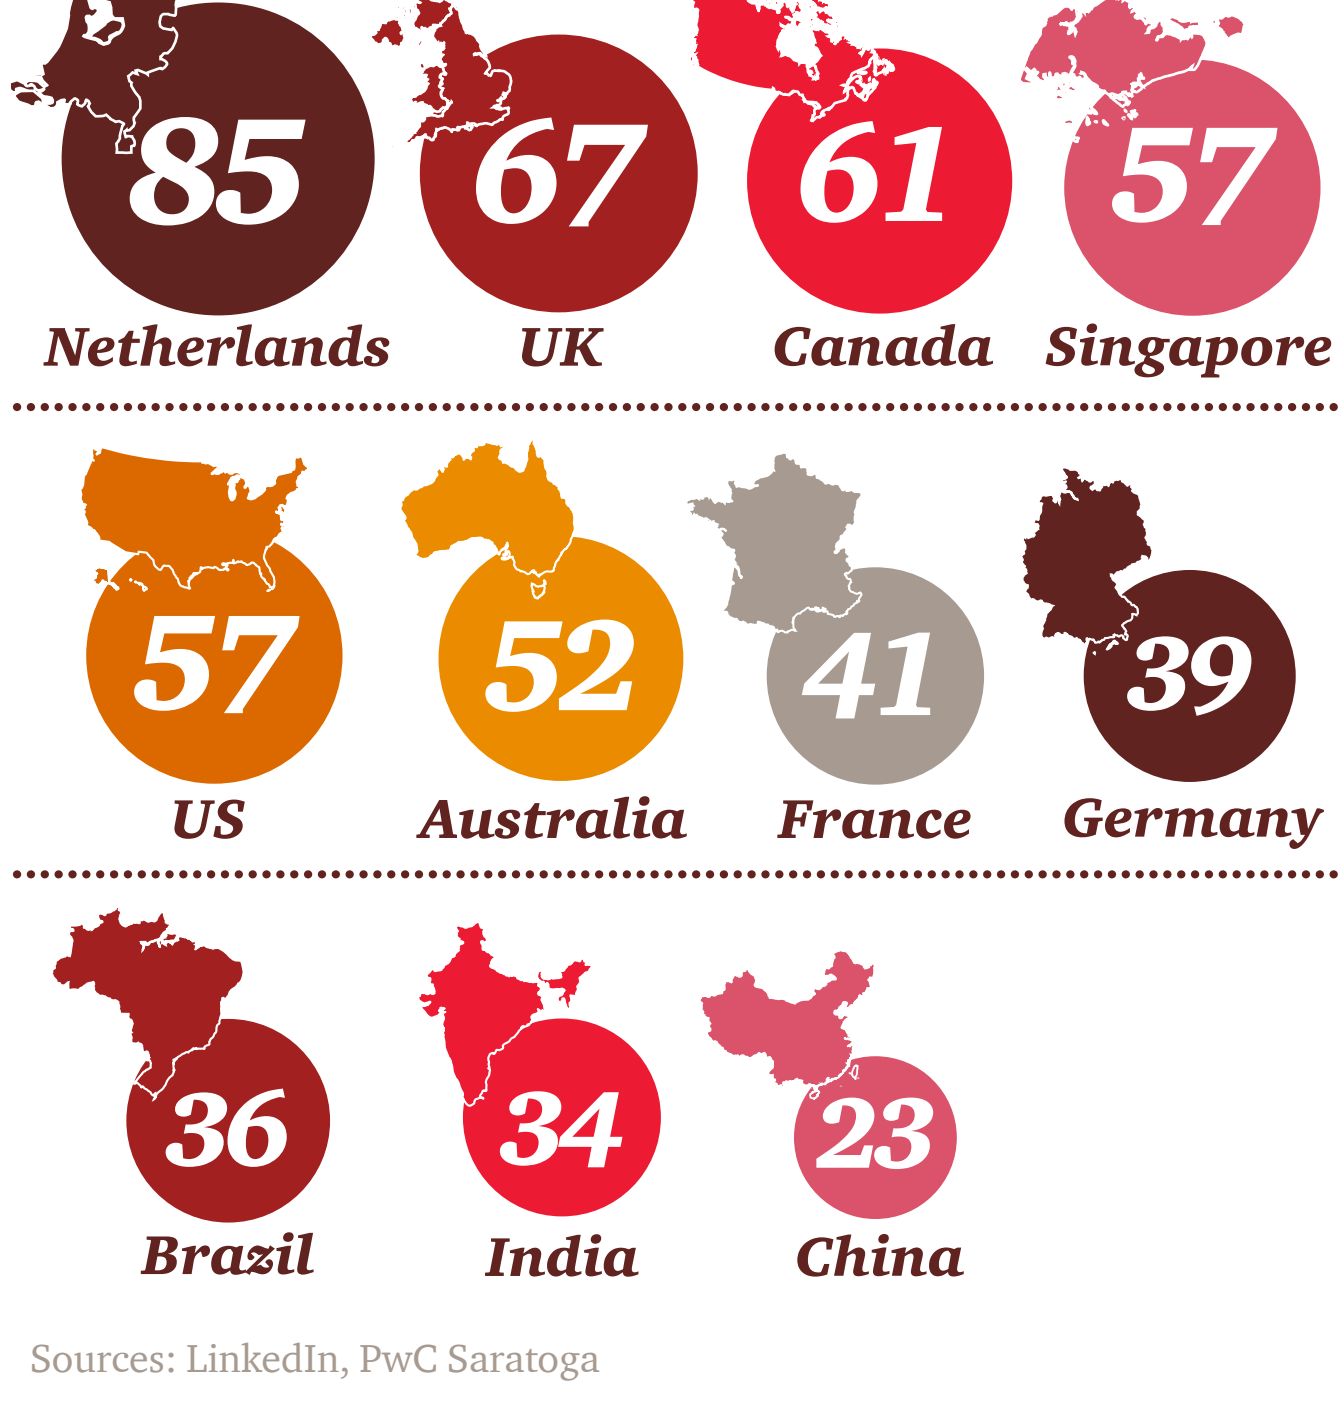 85 67 61 57
Netherlands UK Canada Singapore
57 52 41 39
US Australia France Germany
36 34 23
Brazil India China
Sources: LinkedIn, PwC Saratoga